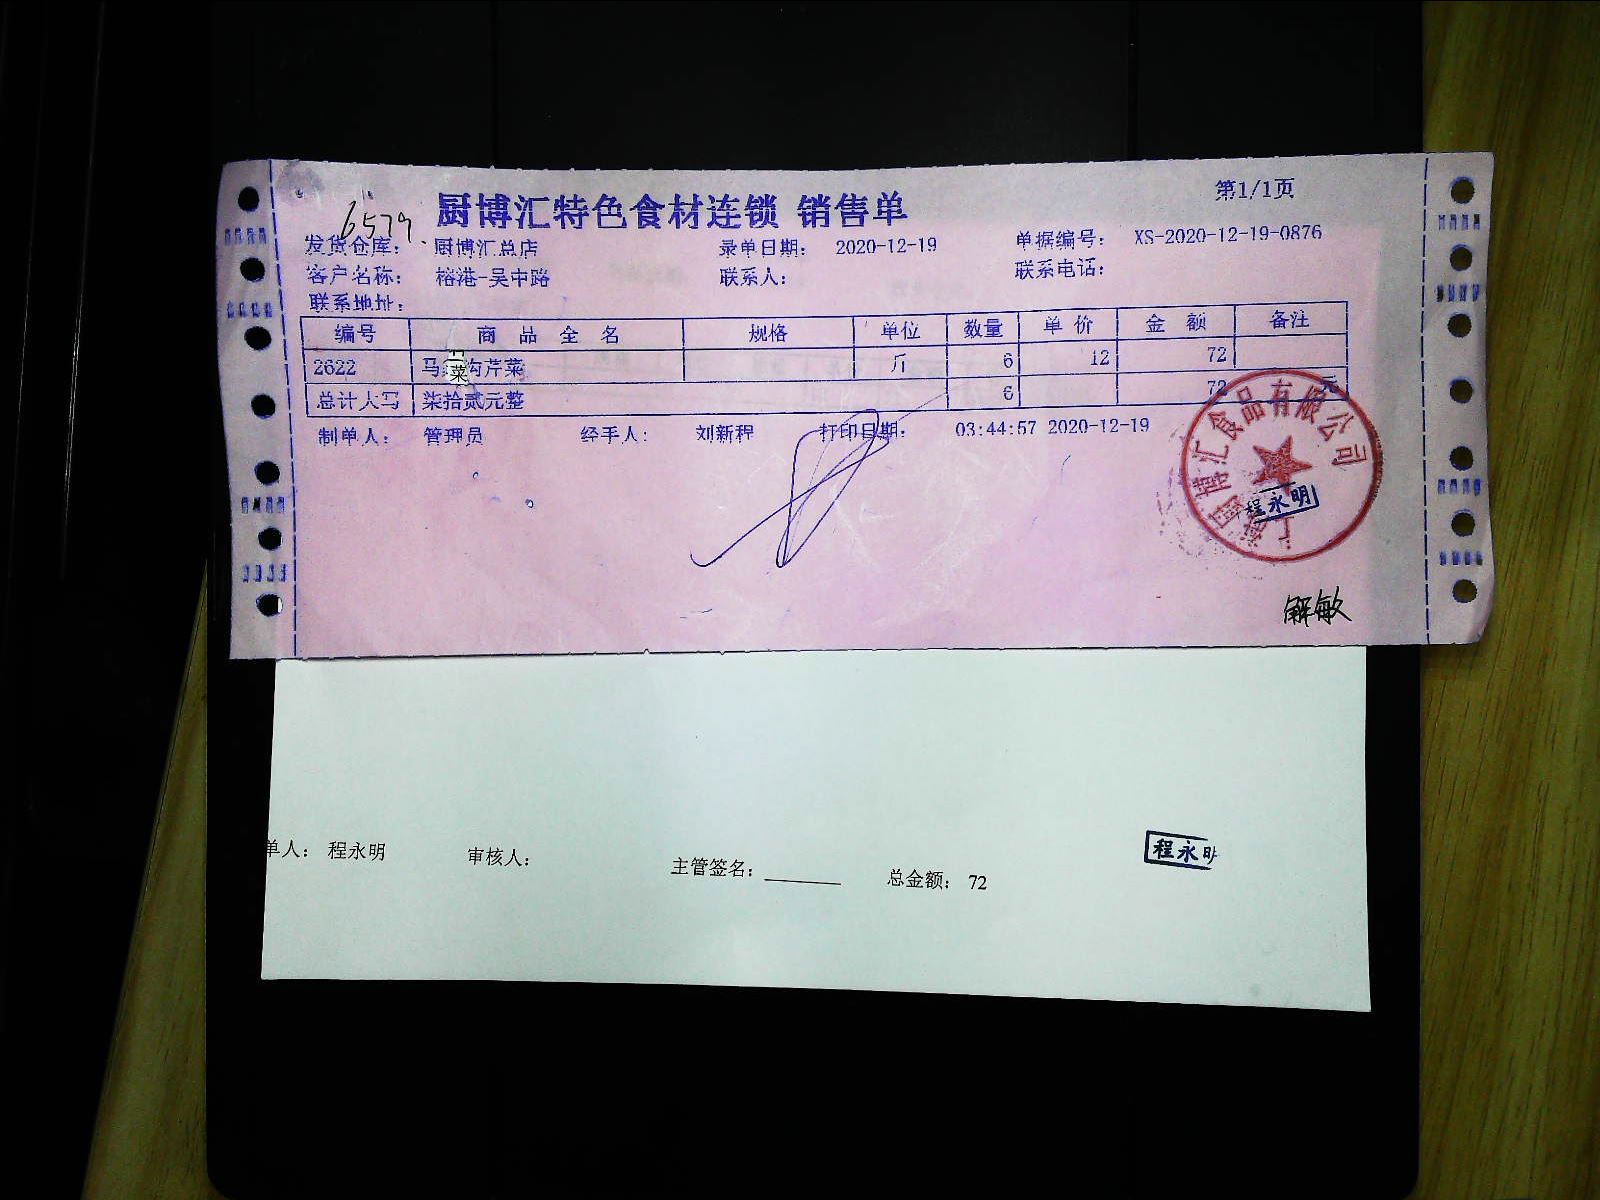 第1/1页
6579.
厨博汇特色食材连锁 销售单
发货仓库： 厨博汇总店 录单日期： 2020-12-19 单据编号： XS-2020-12-19-0876
客户名称： 榕港-吴中路 联系人： 联系电话：
联系地址：
编号 商 品 全 名 规格 单位 数量 单 价 金 额 备注
2622 马 沟芹菜 斤 6 12 72
菜
总计大写 柒拾贰元整 6 72 元
制单人： 管理员 经手人： 刘新程 打印日期： 03:44:57 2020-12-19
博汇食品有限公司
程永明
解敏
单人： 程永明 审核人： 主管签名： 总金额： 72
程永明